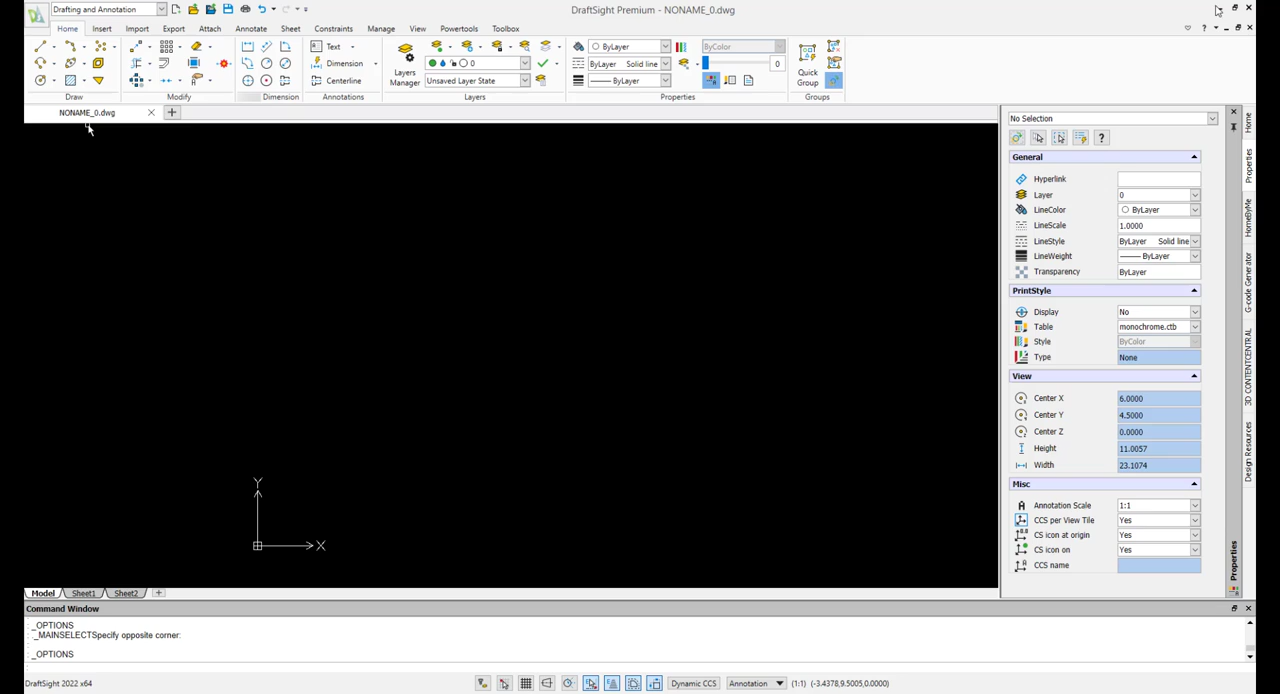 Drafting and Annotation
DraftSight Premium - NONAME_0.dwg
Home Insert Import Export Attach Annotate Sheet Constraints Manage View Powertools Toolbox
Text
Dimension
Centerline
Layers Manager
0
Unsaved Layer State
ByLayer
ByLayer Solid line
ByLayer
ByColor
0
Quick Group
Draw Modify Dimension Annotations Layers Properties Groups
NONAME_0.dwg
No Selection
General
Hyperlink
Layer 0
LineColor ByLayer
LineScale 1.0000
LineStyle ByLayer Solid line
LineWeight ByLayer
Transparency ByLayer
PrintStyle
Display No
Table monochrome.ctb
Style ByColor
Type None
View
Center X 6.0000
Center Y 4.5000
Center Z 0.0000
Height 11.0057
Width 23.1074
Misc
Annotation Scale 1:1
CCS per View Tile Yes
CS icon at origin Yes
CS icon on Yes
CCS name
Properties
Home
Properties
HomeByMe
G-code Generator
3D CONTENTCENTRAL
Design Resources
Y
X
Model Sheet1 Sheet2
Command Window
: _OPTIONS
: ._MAINSELECTSpecify opposite corner:
: _OPTIONS
:
DraftSight 2022 x64
Dynamic CCS Annotation (1:1) (-3.4378,9.5005,0.0000)